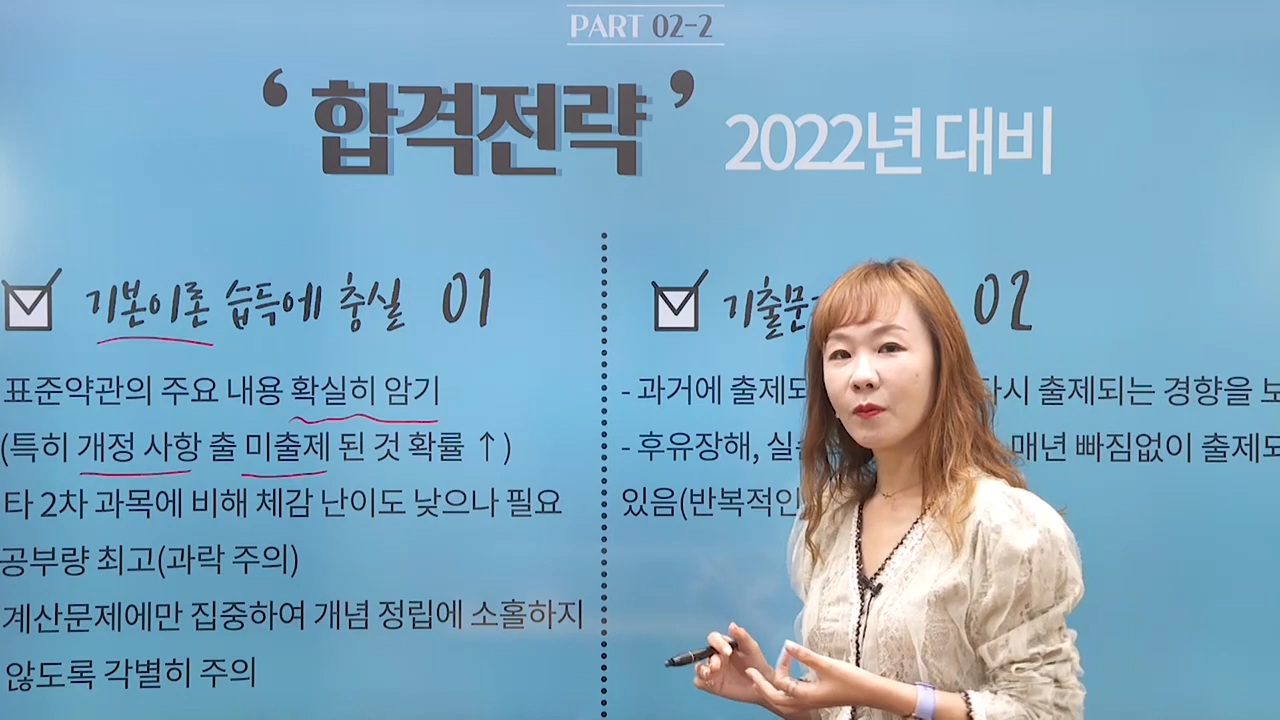 PART 02-2
‘합격전략’ 2022년 대비
기본이론 습득에 충실 01
표준약관의 주요 내용 확실히 암기
(특히 개정 사항 출 미출제 된 것 확률 ↑)
타 2차 과목에 비해 체감 난이도 낮으나 필요
공부량 최고(과락 주의)
계산문제에만 집중하여 개념 정립에 소홀하지
않도록 각별히 주의
기출문 02
- 과거에 출제되 다시 출제되는 경향을 보
- 후유장해, 실 매년 빠짐없이 출제되
있음(반복적인